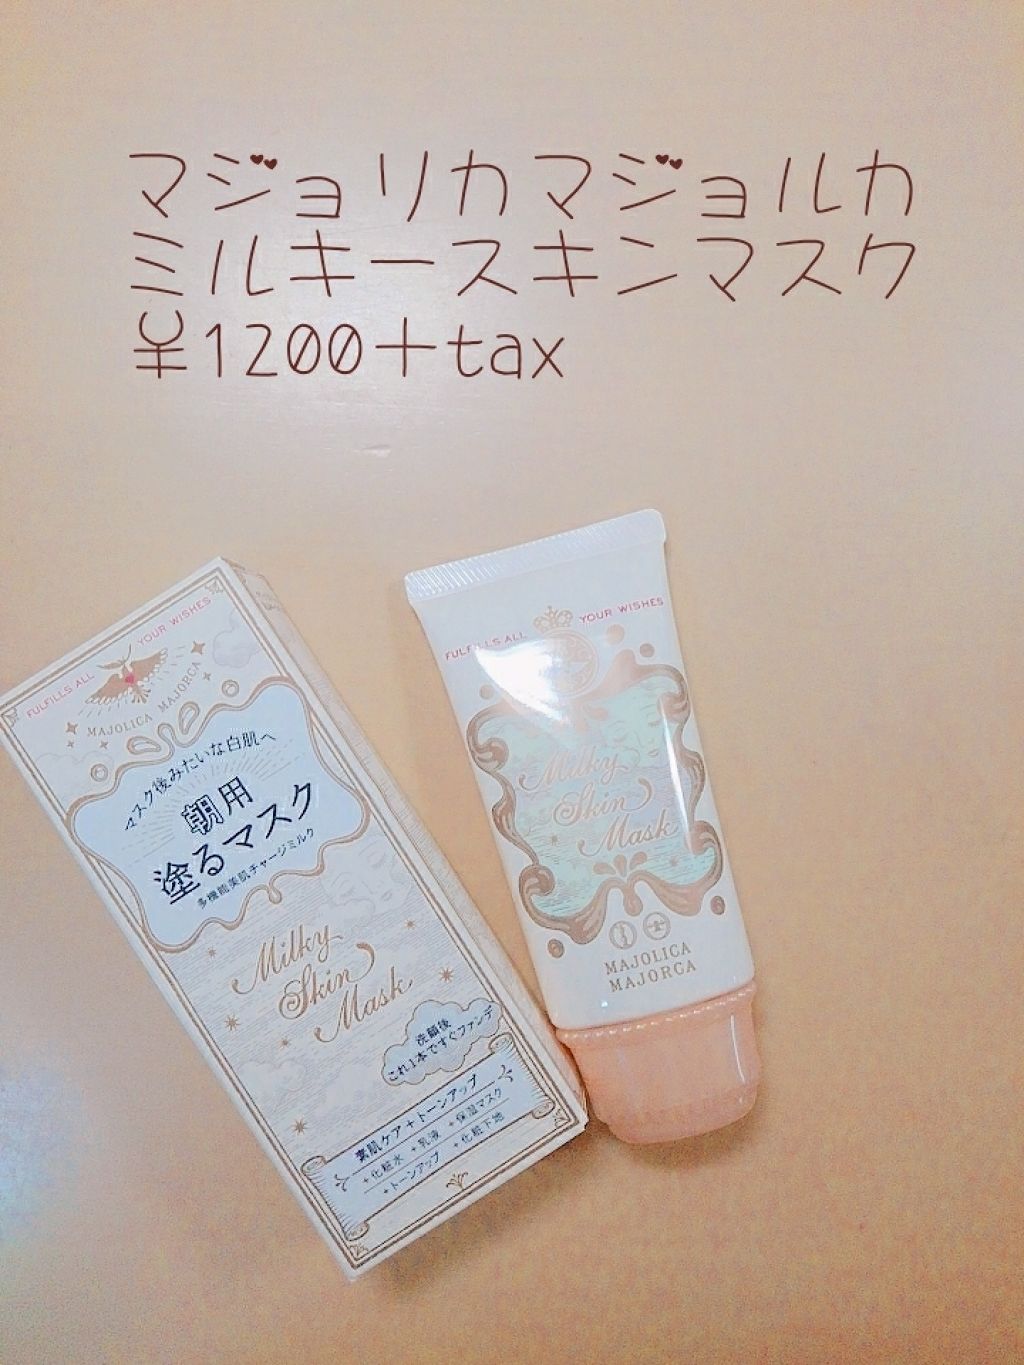 マジョリカマジョルカ
ミルキースキンマスク
¥1200+tax
FULFILLS ALL YOUR WISHES
MAJOLICA MAJORCA
マスク後みたいな白肌へ
朝用
塗るマスク
多機能美肌チャージミルク
Milky
Skin
Mask
洗顔後
これ1本ですぐファンデ
素肌ケア+トーンアップ
+化粧水 +乳液 +保湿マスク
+トーンアップ +化粧下地
FULFILLS ALL YOUR WISHES
Milky
Skin
Mask
MAJOLICA
MAJORCA